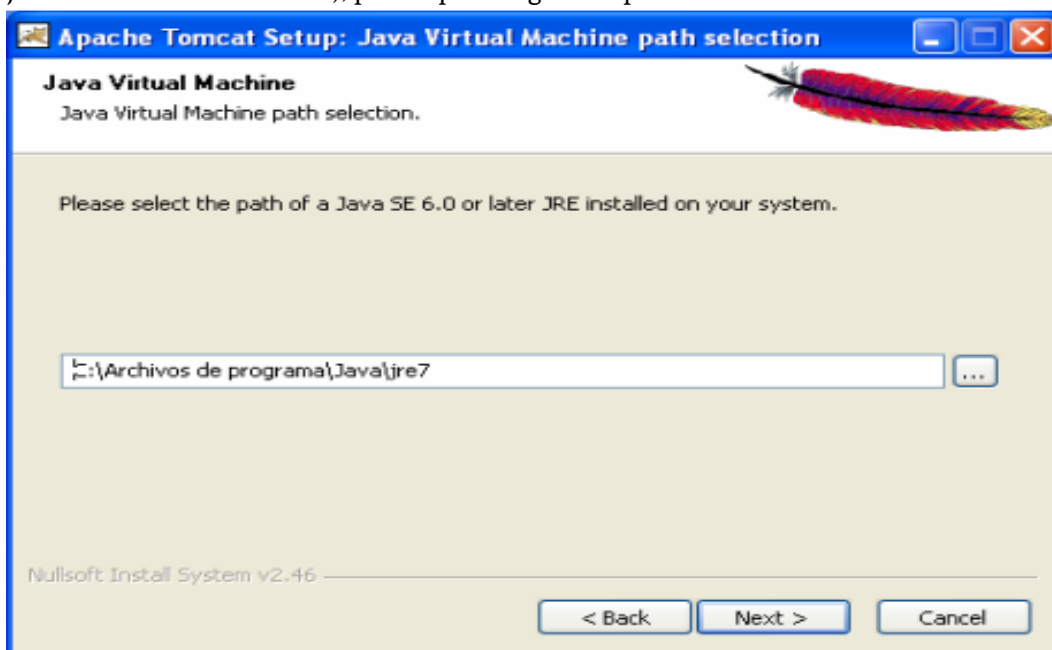 Apache Tomcat Setup: Java Virtual Machine path selection
Java Virtual Machine
Java Virtual Machine path selection.
Please select the path of a Java SE 6.0 or later JRE installed on your system.
C:\Archivos de programa\Java\jre7
...
Nullsoft Install System v2.46
< Back
Next >
Cancel